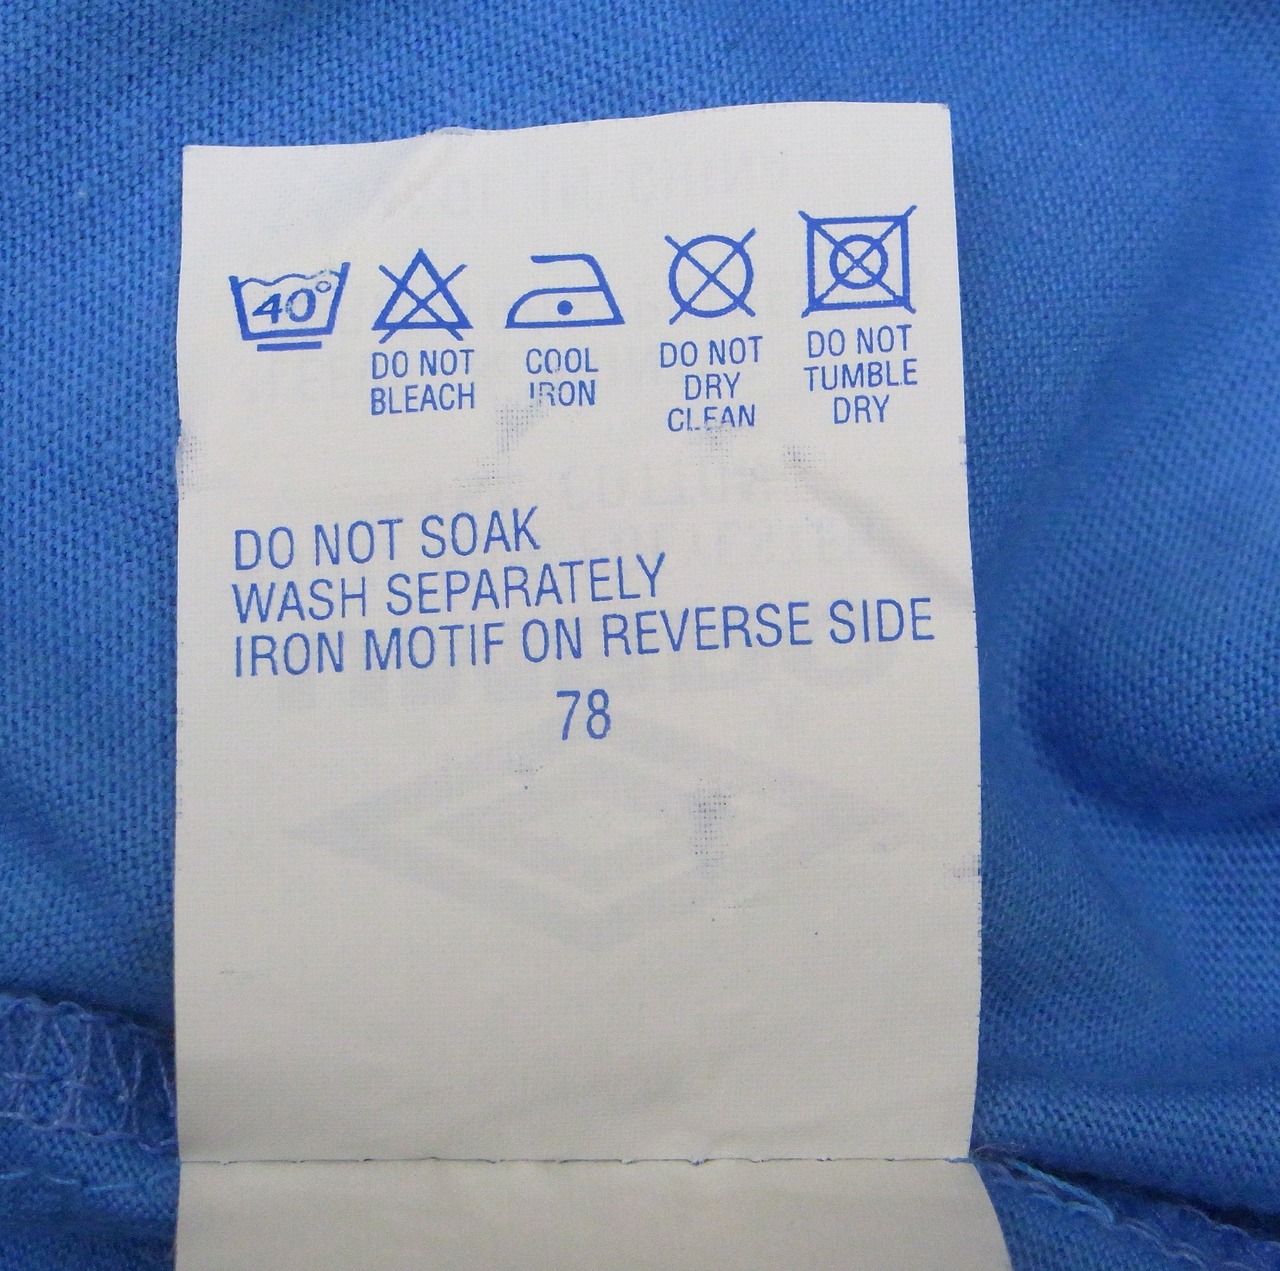 40°
DO NOT
BLEACH
COOL
IRON
DO NOT
DRY
CLEAN
DO NOT
TUMBLE
DRY
DO NOT SOAK
WASH SEPARATELY
IRON MOTIF ON REVERSE SIDE
78